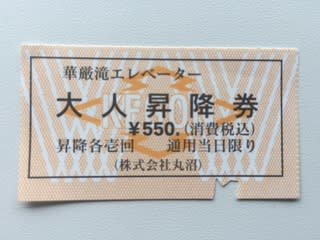 華厳滝エレベーター
大人昇降券
¥550.(消費税込)
昇降各壱回 通用当日限り
(株式会社丸沼)